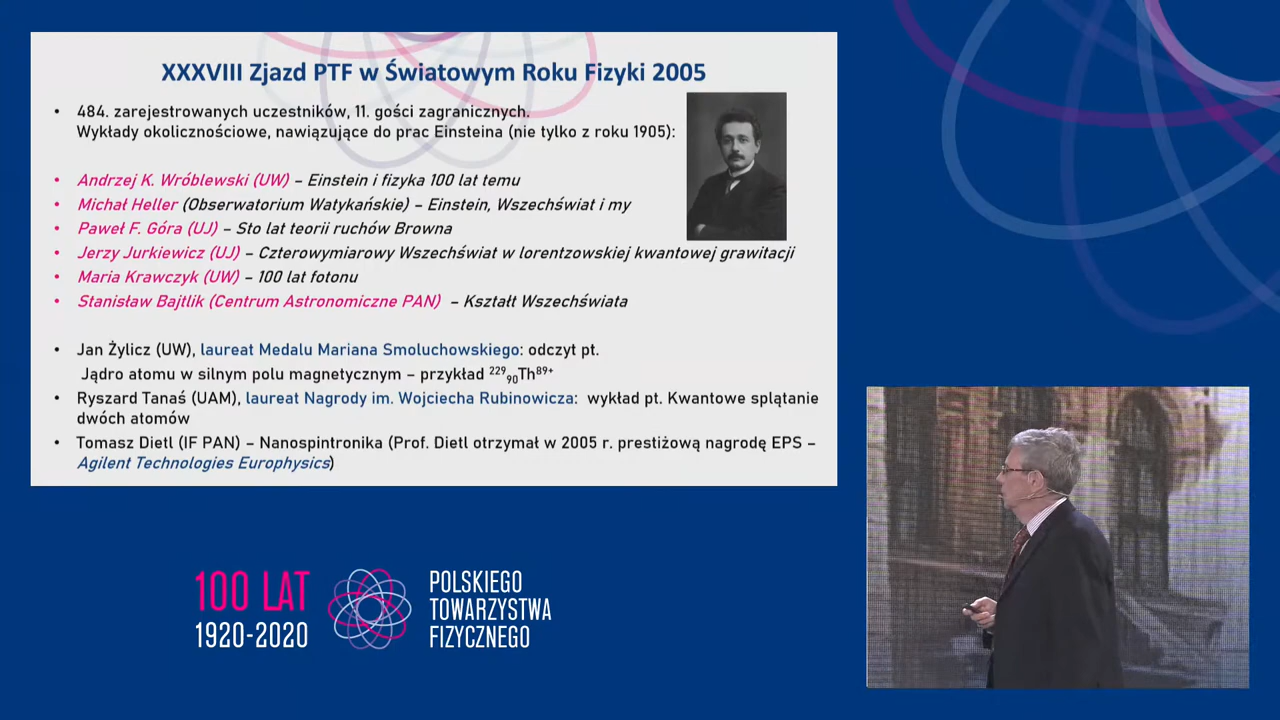 XXXVIII Zjazd PTF w Światowym Roku Fizyki 2005
• 484. zarejestrowanych uczestników, 11. gości zagranicznych.
Wykłady okolicznościowe, nawiązujące do prac Einsteina (nie tylko z roku 1905):
• Andrzej K. Wróblewski (UW) – Einstein i fizyka 100 lat temu
• Michał Heller (Obserwatorium Watykańskie) – Einstein, Wszechświat i my
• Paweł F. Góra (UJ) – Sto lat teorii ruchów Browna
• Jerzy Jurkiewicz (UJ) – Czterowymiarowy Wszechświat w lorentzowskiej kwantowej grawitacji
• Maria Krawczyk (UW) – 100 lat fotonu
• Stanisław Bajtlik (Centrum Astronomiczne PAN) – Kształt Wszechświata
• Jan Żylicz (UW), laureat Medalu Mariana Smoluchowskiego: odczyt pt.
Jądro atomu w silnym polu magnetycznym – przykład ²²⁹₉₀Th⁸⁹⁺
• Ryszard Tanaś (UAM), laureat Nagrody im. Wojciecha Rubinowicza: wykład pt. Kwantowe splątanie
dwóch atomów
• Tomasz Dietl (IF PAN) – Nanospintronika (Prof. Dietl otrzymał w 2005 r. prestiżową nagrodę EPS –
Agilent Technologies Europhysics)
100 LAT
1920-2020
POLSKIEGO
TOWARZYSTWA
FIZYCZNEGO